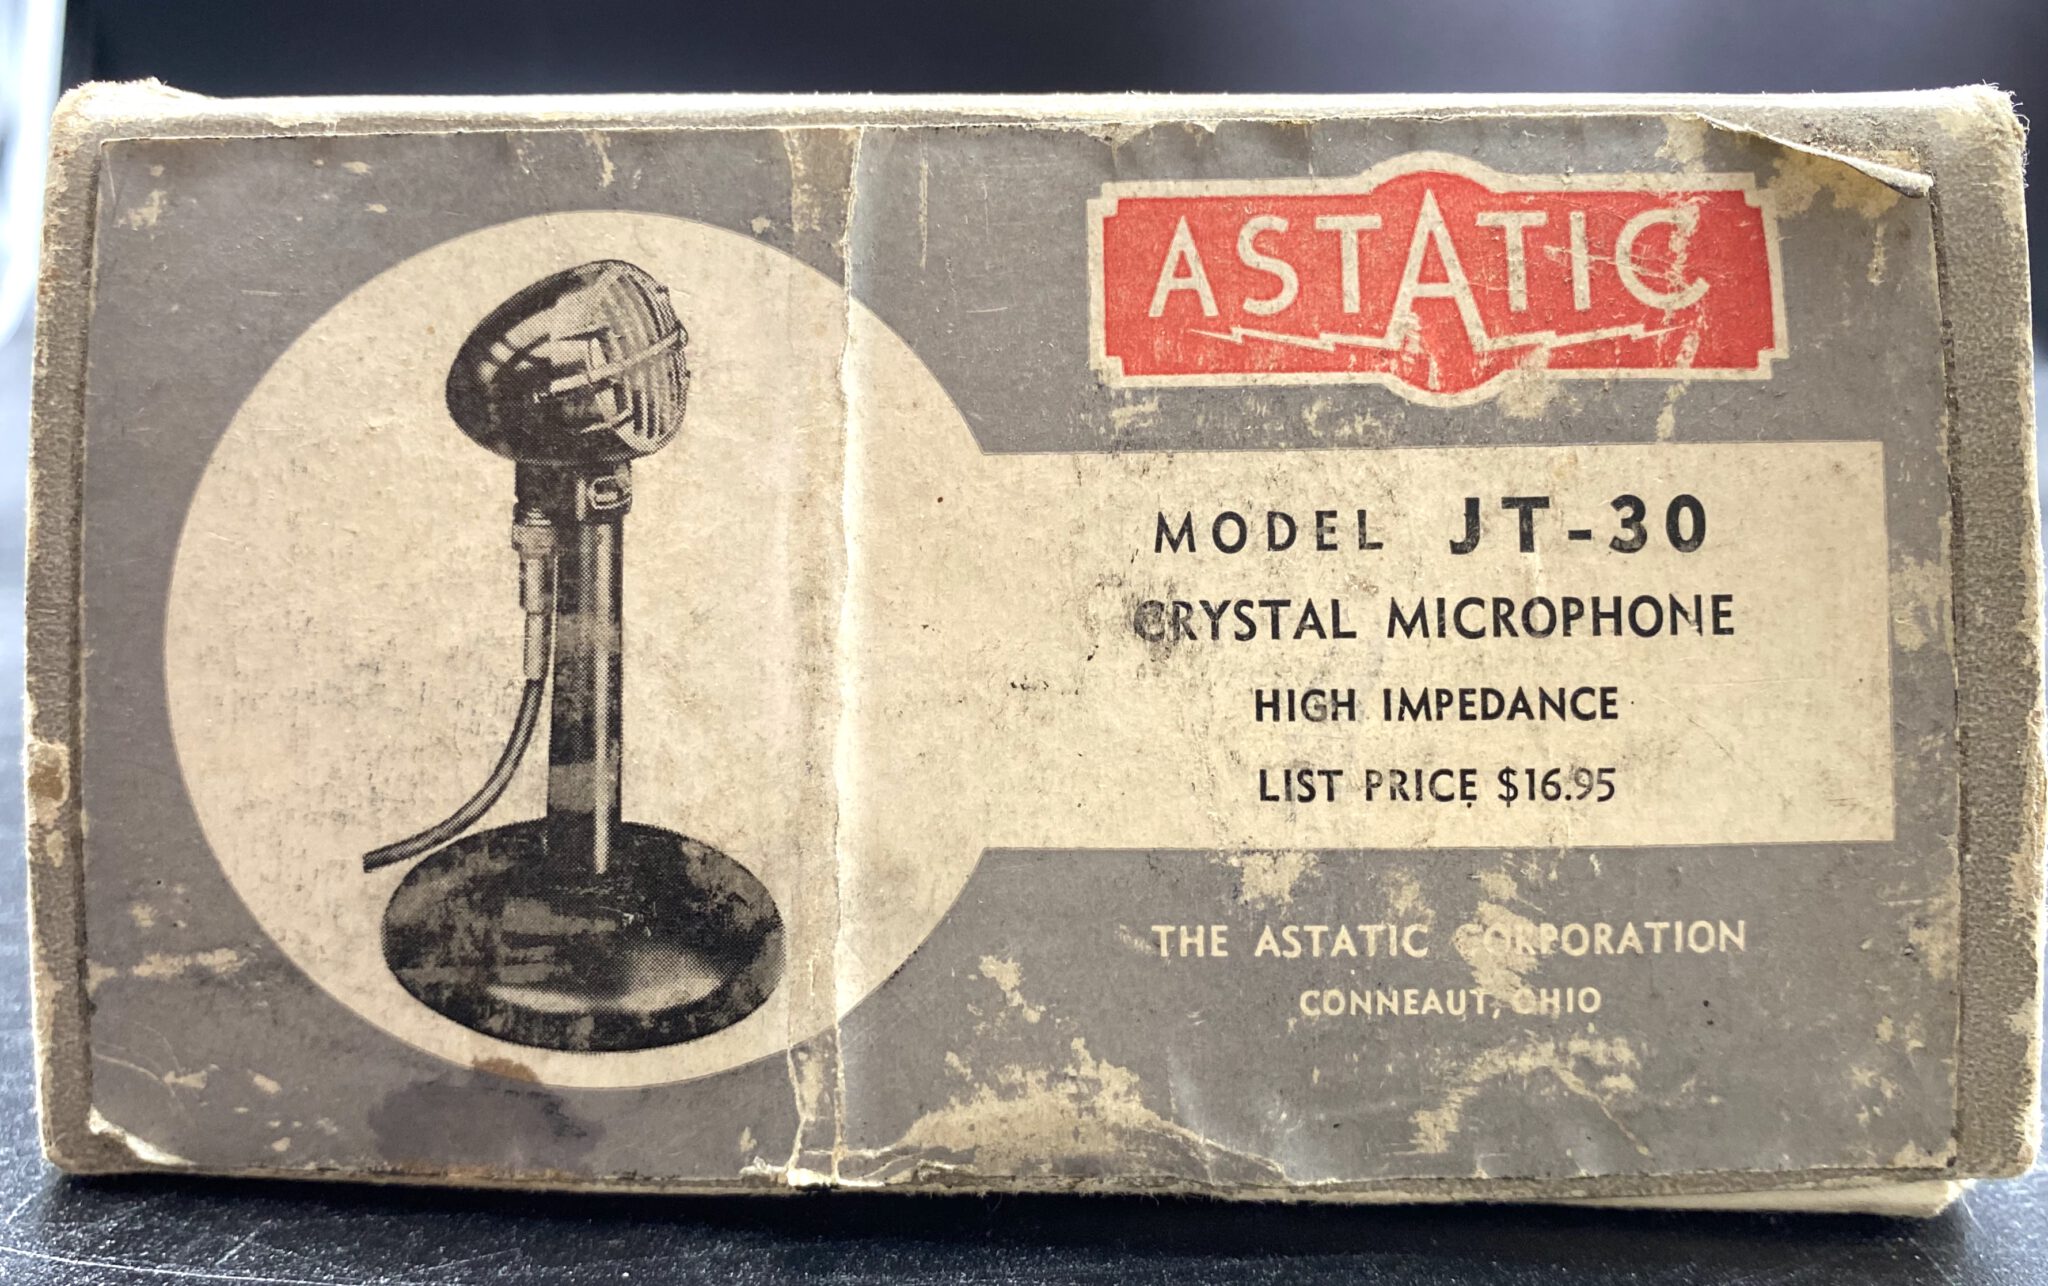 ASTATIC
MODEL JT-30
CRYSTAL MICROPHONE
HIGH IMPEDANCE
LIST PRICE $16.95
THE ASTATIC CORPORATION
CONNEAUT, OHIO